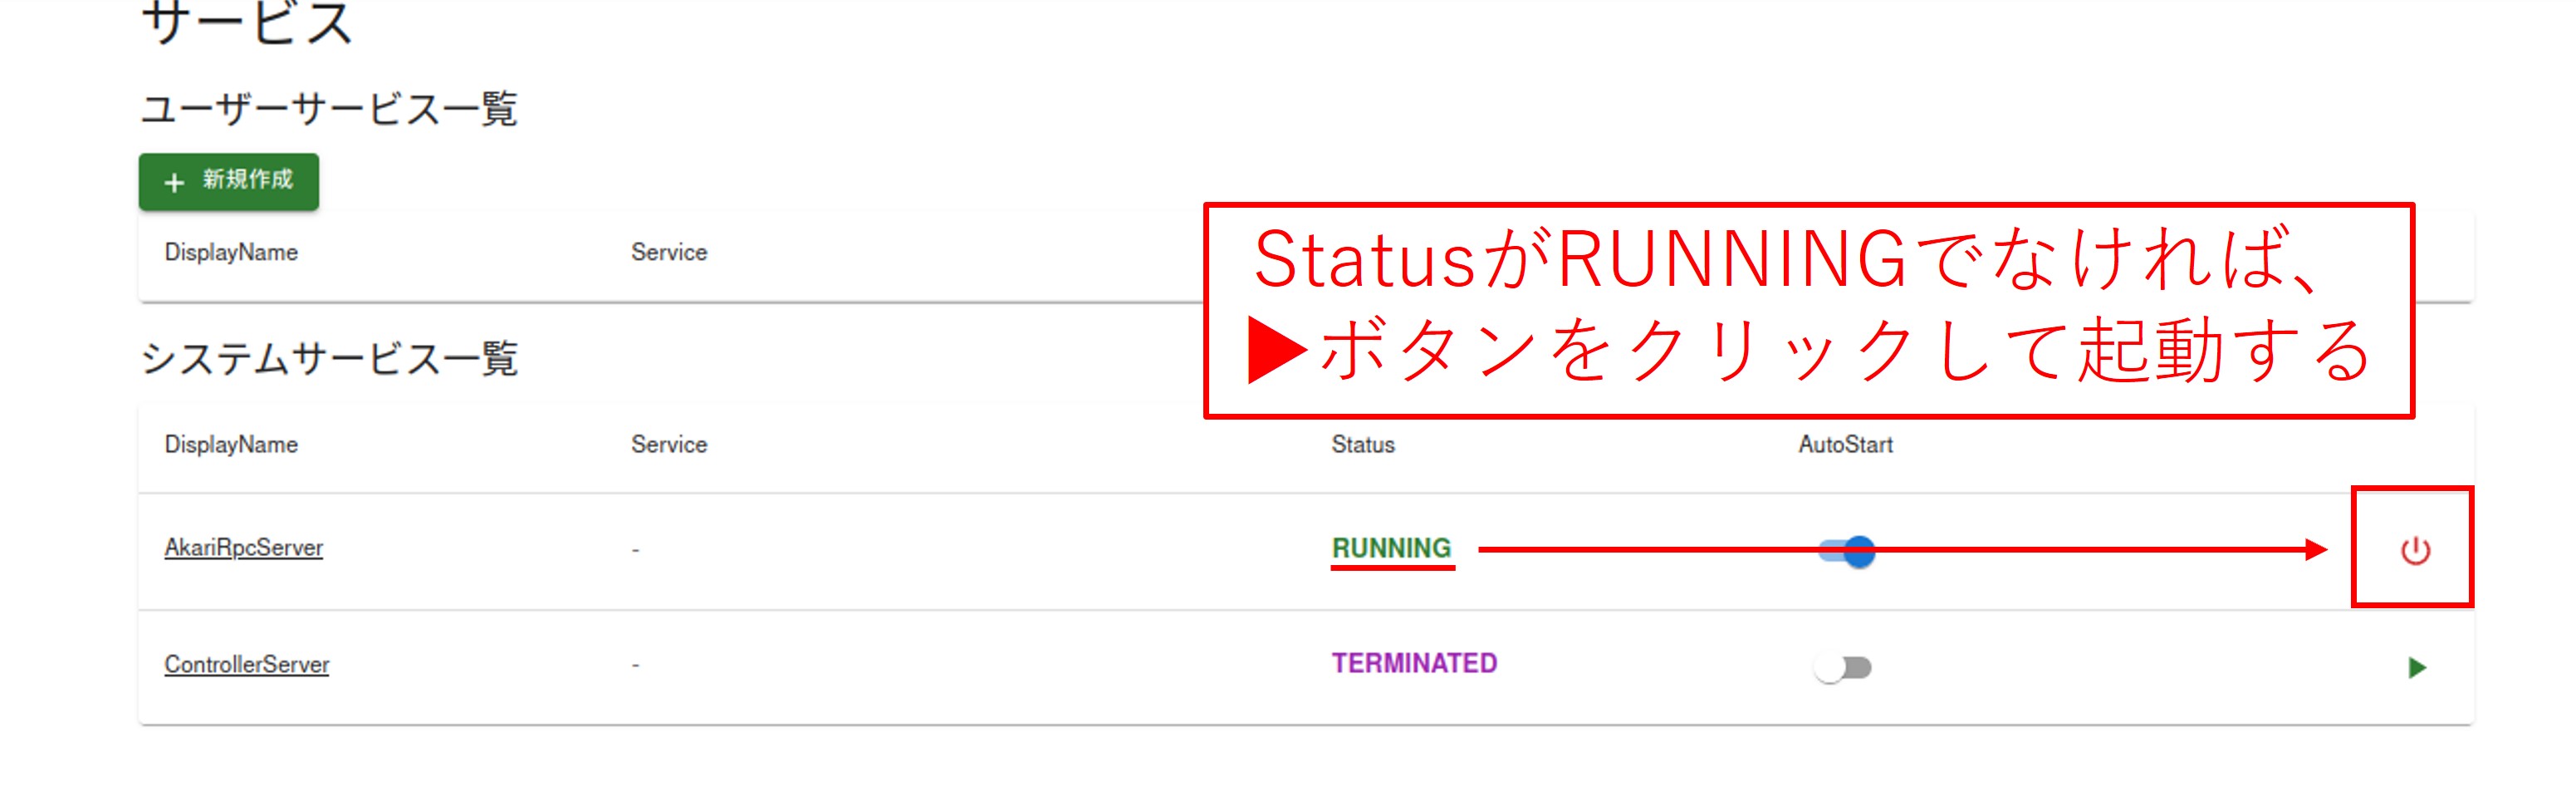 サービス
ユーザーサービス一覧
+ 新規作成
DisplayName Service
StatusがRUNNINGでなければ、
▶ボタンをクリックして起動する
システムサービス一覧
DisplayName Service Status AutoStart
AkariRpcServer - RUNNING
ControllerServer - TERMINATED